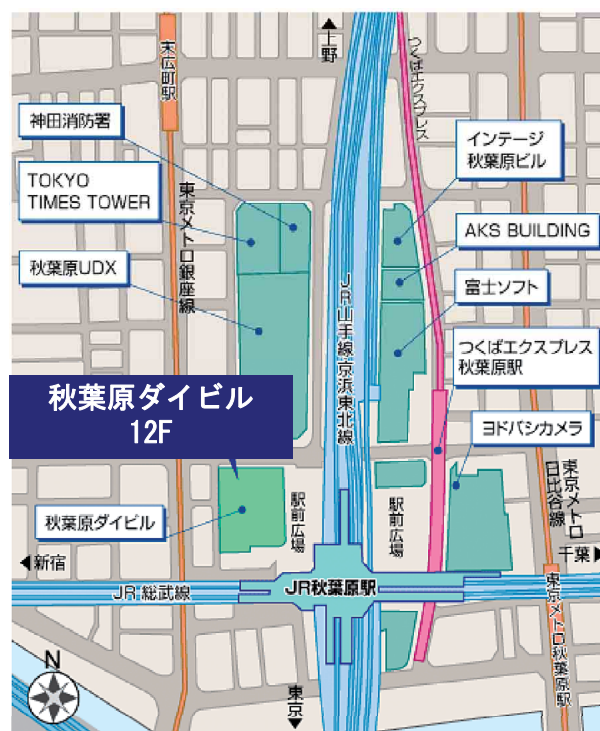 ▲
上野
末広町駅
つくばエクスプレス
神田消防署
インテージ
秋葉原ビル
TOKYO
TIMES TOWER
東京メトロ銀座線
AKS BUILDING
秋葉原UDX
JR山手線京浜東北線
富士ソフト
つくばエクスプレス
秋葉原駅
秋葉原ダイビル
12F
ヨドバシカメラ
東京メトロ
日比谷線
駅前広場
駅前広場
秋葉原ダイビル
◀新宿
千葉▶
JR秋葉原駅
JR 総武線
東京メトロ秋葉原駅
N
東京
▼